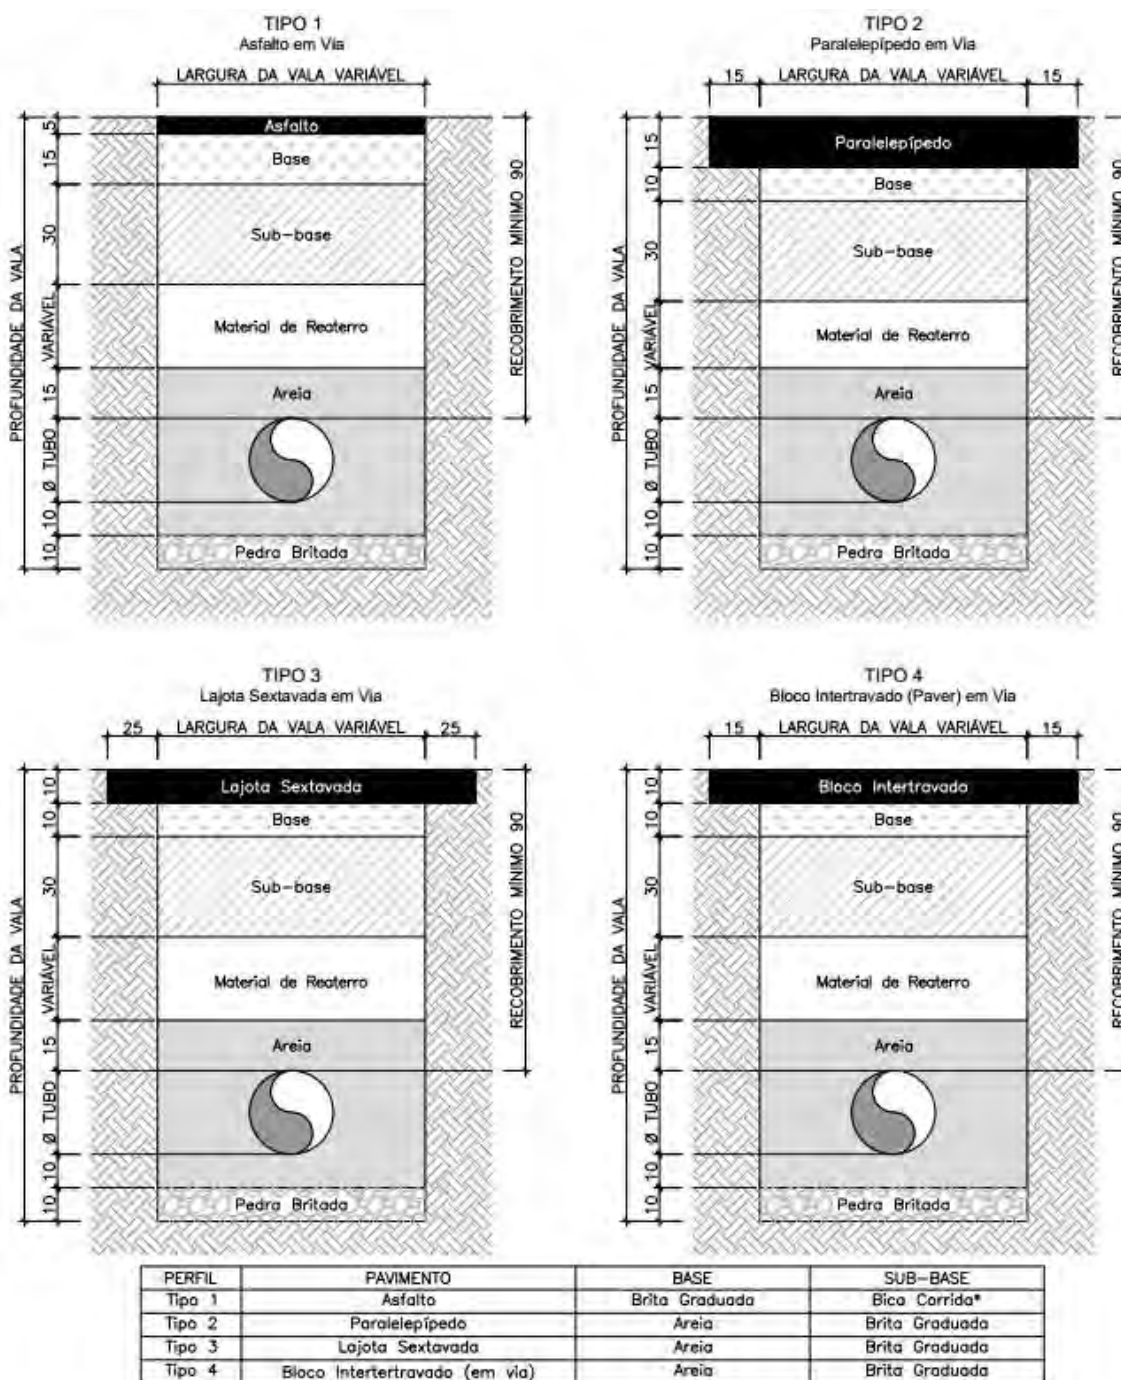 TIPO 1
Asfalto em Via
LARGURA DA VALA VARIÁVEL
Asfalto
Base
Sub-base
Material de Reaterro
Areia
Pedra Britada
PROFUNDIDADE DA VALA
5
15
30
VARIÁVEL
15
Ø TUBO
10
10
RECOBRIMENTO MÍNIMO 90
TIPO 2
Paralelepípedo em Via
15
LARGURA DA VALA VARIÁVEL
15
Paralelepípedo
Base
Sub-base
Material de Reaterro
Areia
Pedra Britada
PROFUNDIDADE DA VALA
15
10
30
VARIÁVEL
15
Ø TUBO
10
10
RECOBRIMENTO MÍNIMO 90
TIPO 3
Lajota Sextavada em Via
25
LARGURA DA VALA VARIÁVEL
25
Lajota Sextavada
Base
Sub-base
Material de Reaterro
Areia
Pedra Britada
PROFUNDIDADE DA VALA
10
10
30
VARIÁVEL
15
Ø TUBO
10
10
RECOBRIMENTO MÍNIMO 90
TIPO 4
Bloco Intertravado (Paver) em Via
15
LARGURA DA VALA VARIÁVEL
15
Bloco Intertravado
Base
Sub-base
Material de Reaterro
Areia
Pedra Britada
PROFUNDIDADE DA VALA
10
10
30
VARIÁVEL
15
Ø TUBO
10
10
RECOBRIMENTO MÍNIMO 90
PERFIL PAVIMENTO BASE SUB-BASE
Tipo 1 Asfalto Brita Graduada Bica Corrida*
Tipo 2 Paralelepípedo Areia Brita Graduada
Tipo 3 Lajota Sextavada Areia Brita Graduada
Tipo 4 Bloco Intertertravado (em via) Areia Brita Graduada